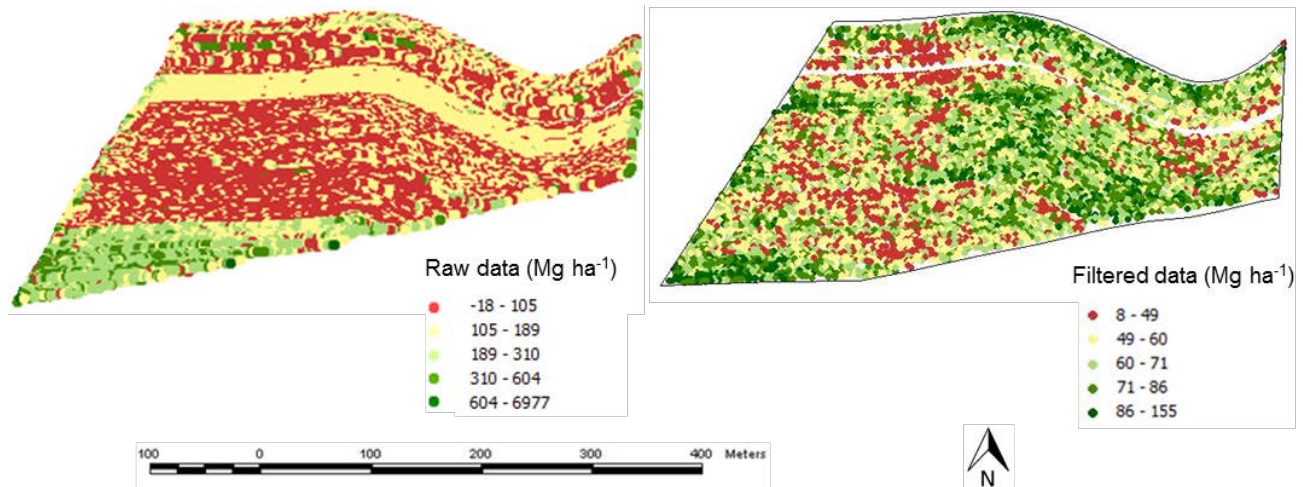 Raw data (Mg ha-1)
-18 - 105
105 - 189
189 - 310
310 - 604
604 - 6977
Filtered data (Mg ha-1)
8 - 49
49 - 60
60 - 71
71 - 86
86 - 155
100 0 100 200 300 400 Meters
N